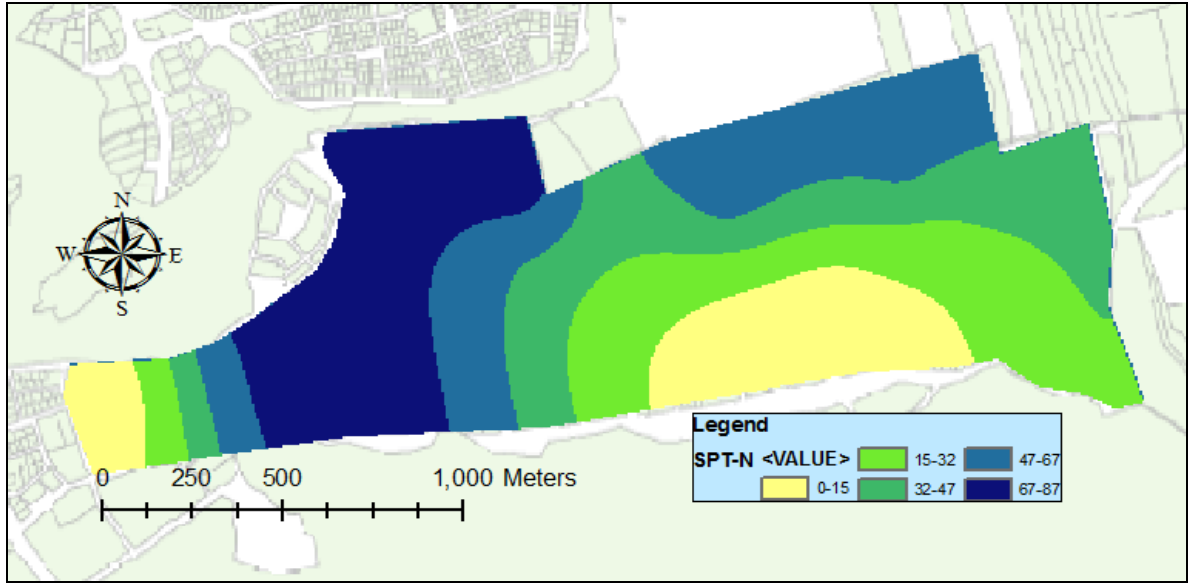 N
W E
S
0 250 500 1,000 Meters
Legend
SPT-N <VALUE> 15-32 47-67
0-15 32-47 67-87